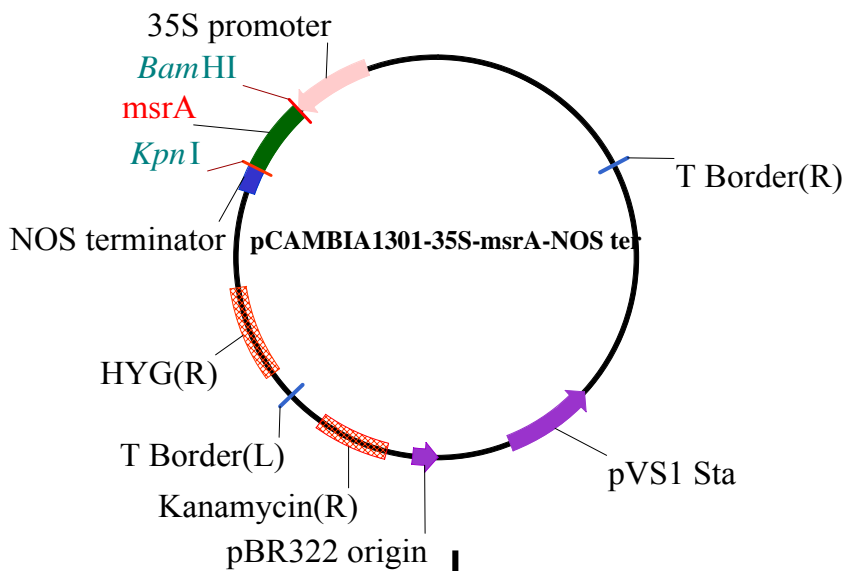 35S promoter
BamHI
msrA
KpnI
T Border(R)
NOS terminator
pCAMBIA1301-35S-msrA-NOS ter
HYG(R)
T Border(L)
pVS1 Sta
Kanamycin(R)
pBR322 origin